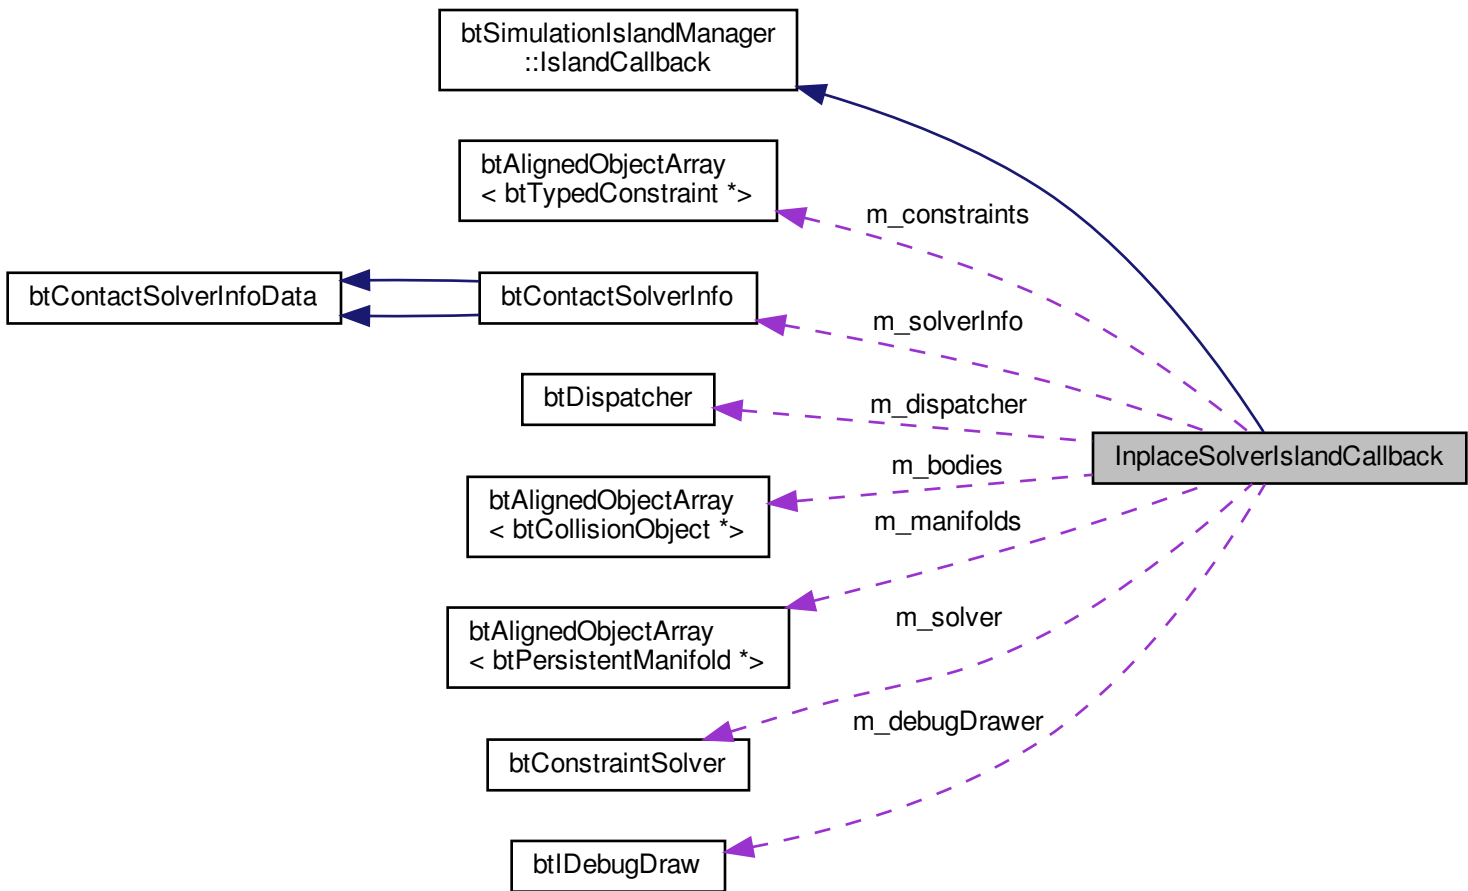 btSimulationIslandManager
::IslandCallback
btAlignedObjectArray
< btTypedConstraint *>
m_constraints
btContactSolverInfoData
btContactSolverInfo
m_solverInfo
btDispatcher
m_dispatcher
InplaceSolverIslandCallback
m_bodies
btAlignedObjectArray
< btCollisionObject *>
m_manifolds
btAlignedObjectArray
< btPersistentManifold *>
m_solver
m_debugDrawer
btConstraintSolver
btIDebugDraw